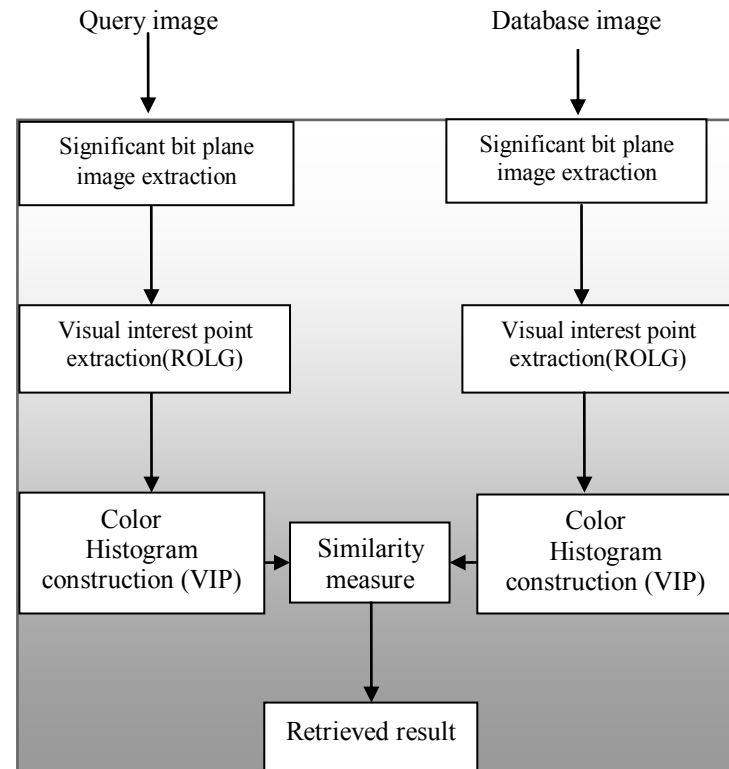 Query image
Database image
Significant bit plane
image extraction
Significant bit plane
image extraction
Visual interest point
extraction(ROLG)
Visual interest point
extraction(ROLG)
Color
Histogram
construction (VIP)
Similarity
measure
Color
Histogram
construction (VIP)
Retrieved result